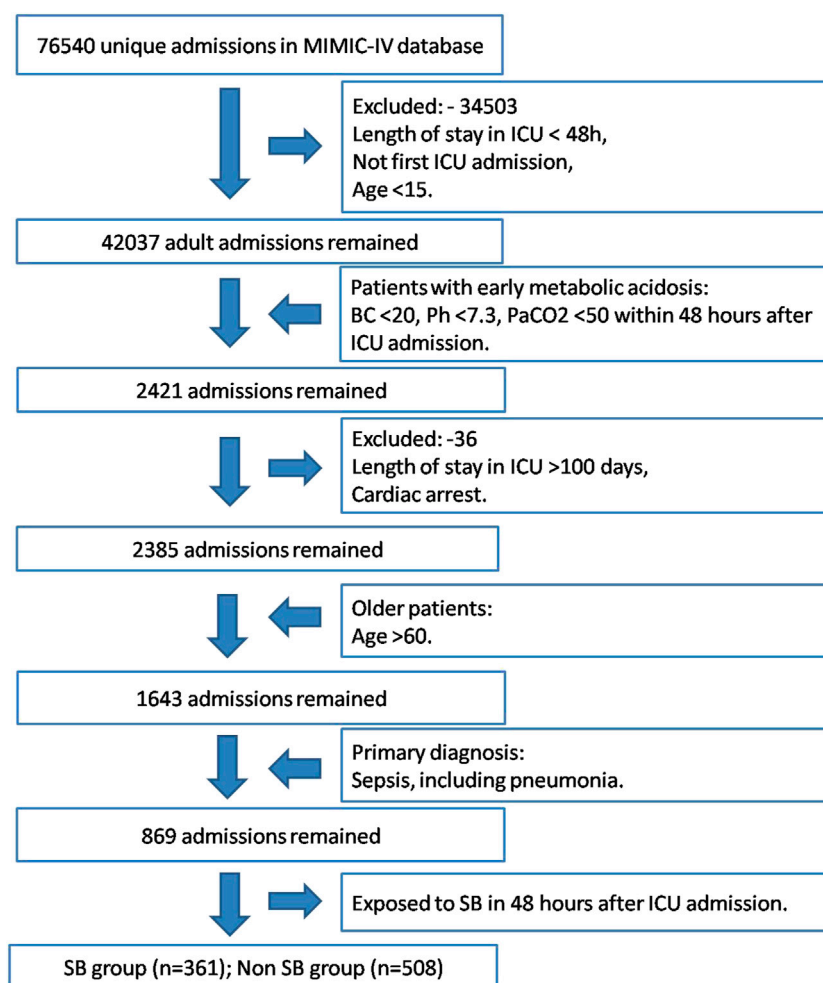 76540 unique admissions in MIMIC-IV database
Excluded: - 34503
Length of stay in ICU < 48h,
Not first ICU admission,
Age <15.
42037 adult admissions remained
Patients with early metabolic acidosis:
BC <20, Ph <7.3, PaCO2 <50 within 48 hours after
ICU admission.
2421 admissions remained
Excluded: -36
Length of stay in ICU >100 days,
Cardiac arrest.
2385 admissions remained
Older patients:
Age >60.
1643 admissions remained
Primary diagnosis:
Sepsis, including pneumonia.
869 admissions remained
Exposed to SB in 48 hours after ICU admission.
SB group (n=361); Non SB group (n=508)